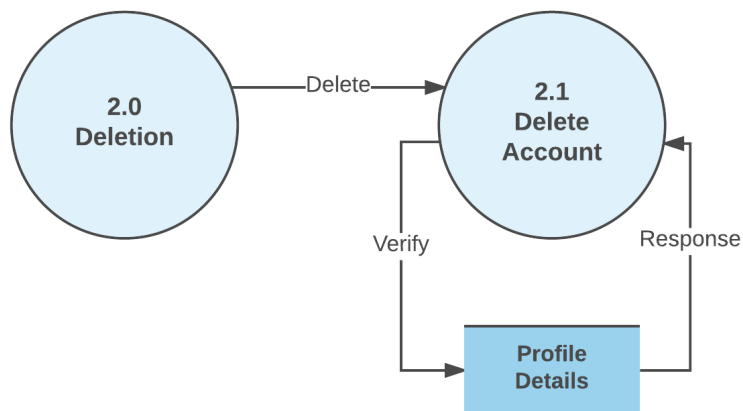 2.0
Deletion
Delete
2.1
Delete
Account
Verify
Response
Profile
Details